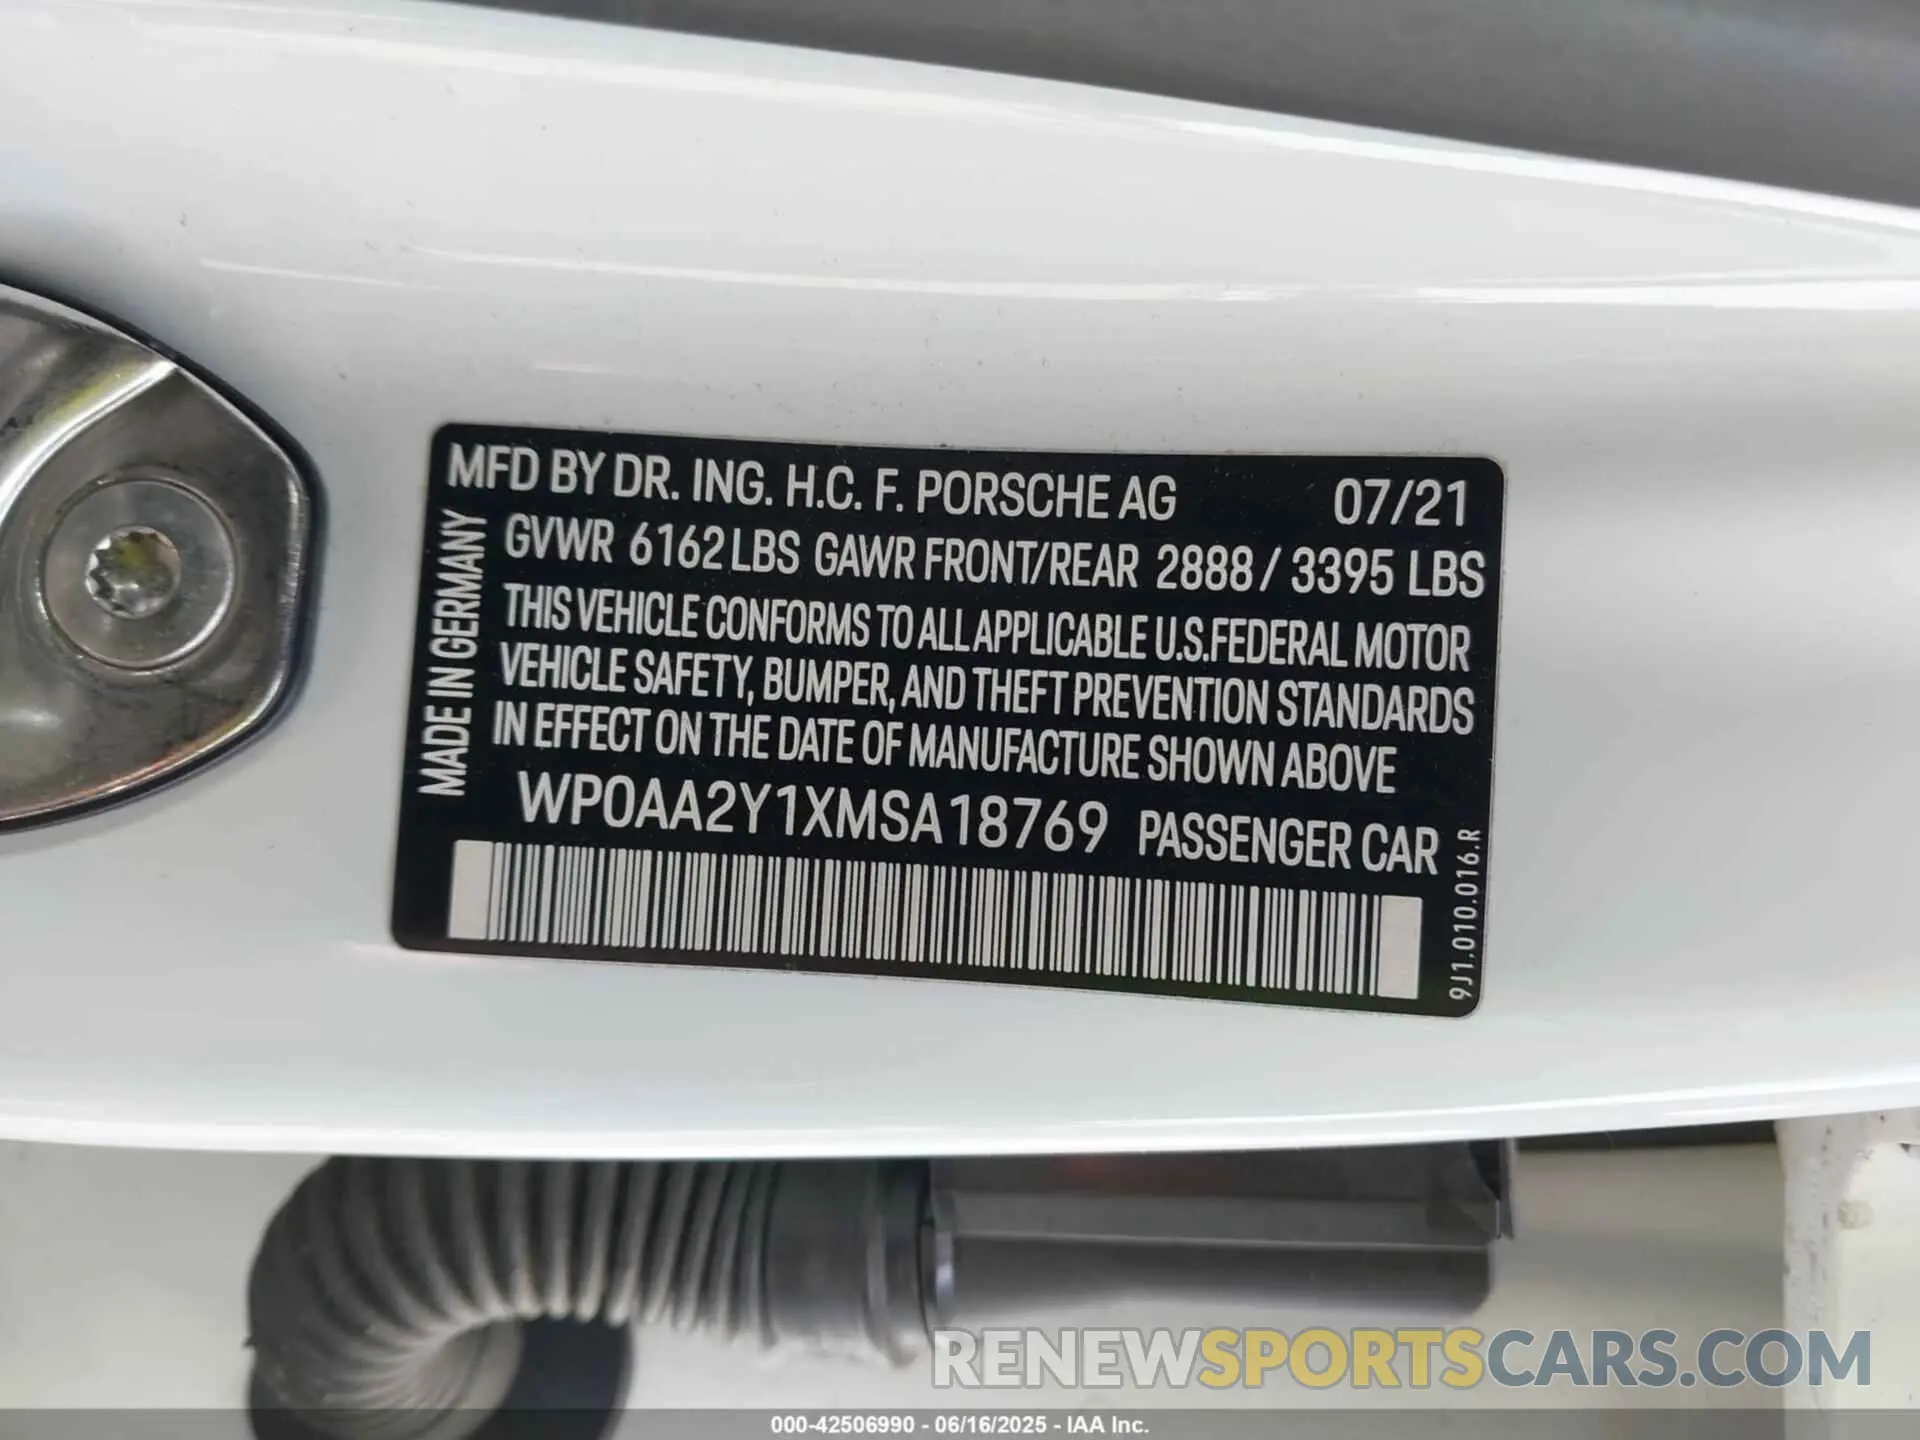 MFD BY DR. ING. H.C. F. PORSCHE AG 07/21
GVWR 6162 LBS GAWR FRONT/REAR 2888 / 3395 LBS
THIS VEHICLE CONFORMS TO ALL APPLICABLE U.S.FEDERAL MOTOR
VEHICLE SAFETY, BUMPER, AND THEFT PREVENTION STANDARDS
IN EFFECT ON THE DATE OF MANUFACTURE SHOWN ABOVE
WP0AA2Y1XMSA18769 PASSENGER CAR
MADE IN GERMANY
9J1.010.016.R
RENEWSPORTSCARS.COM
000-42506990 - 06/16/2025 - IAA Inc.